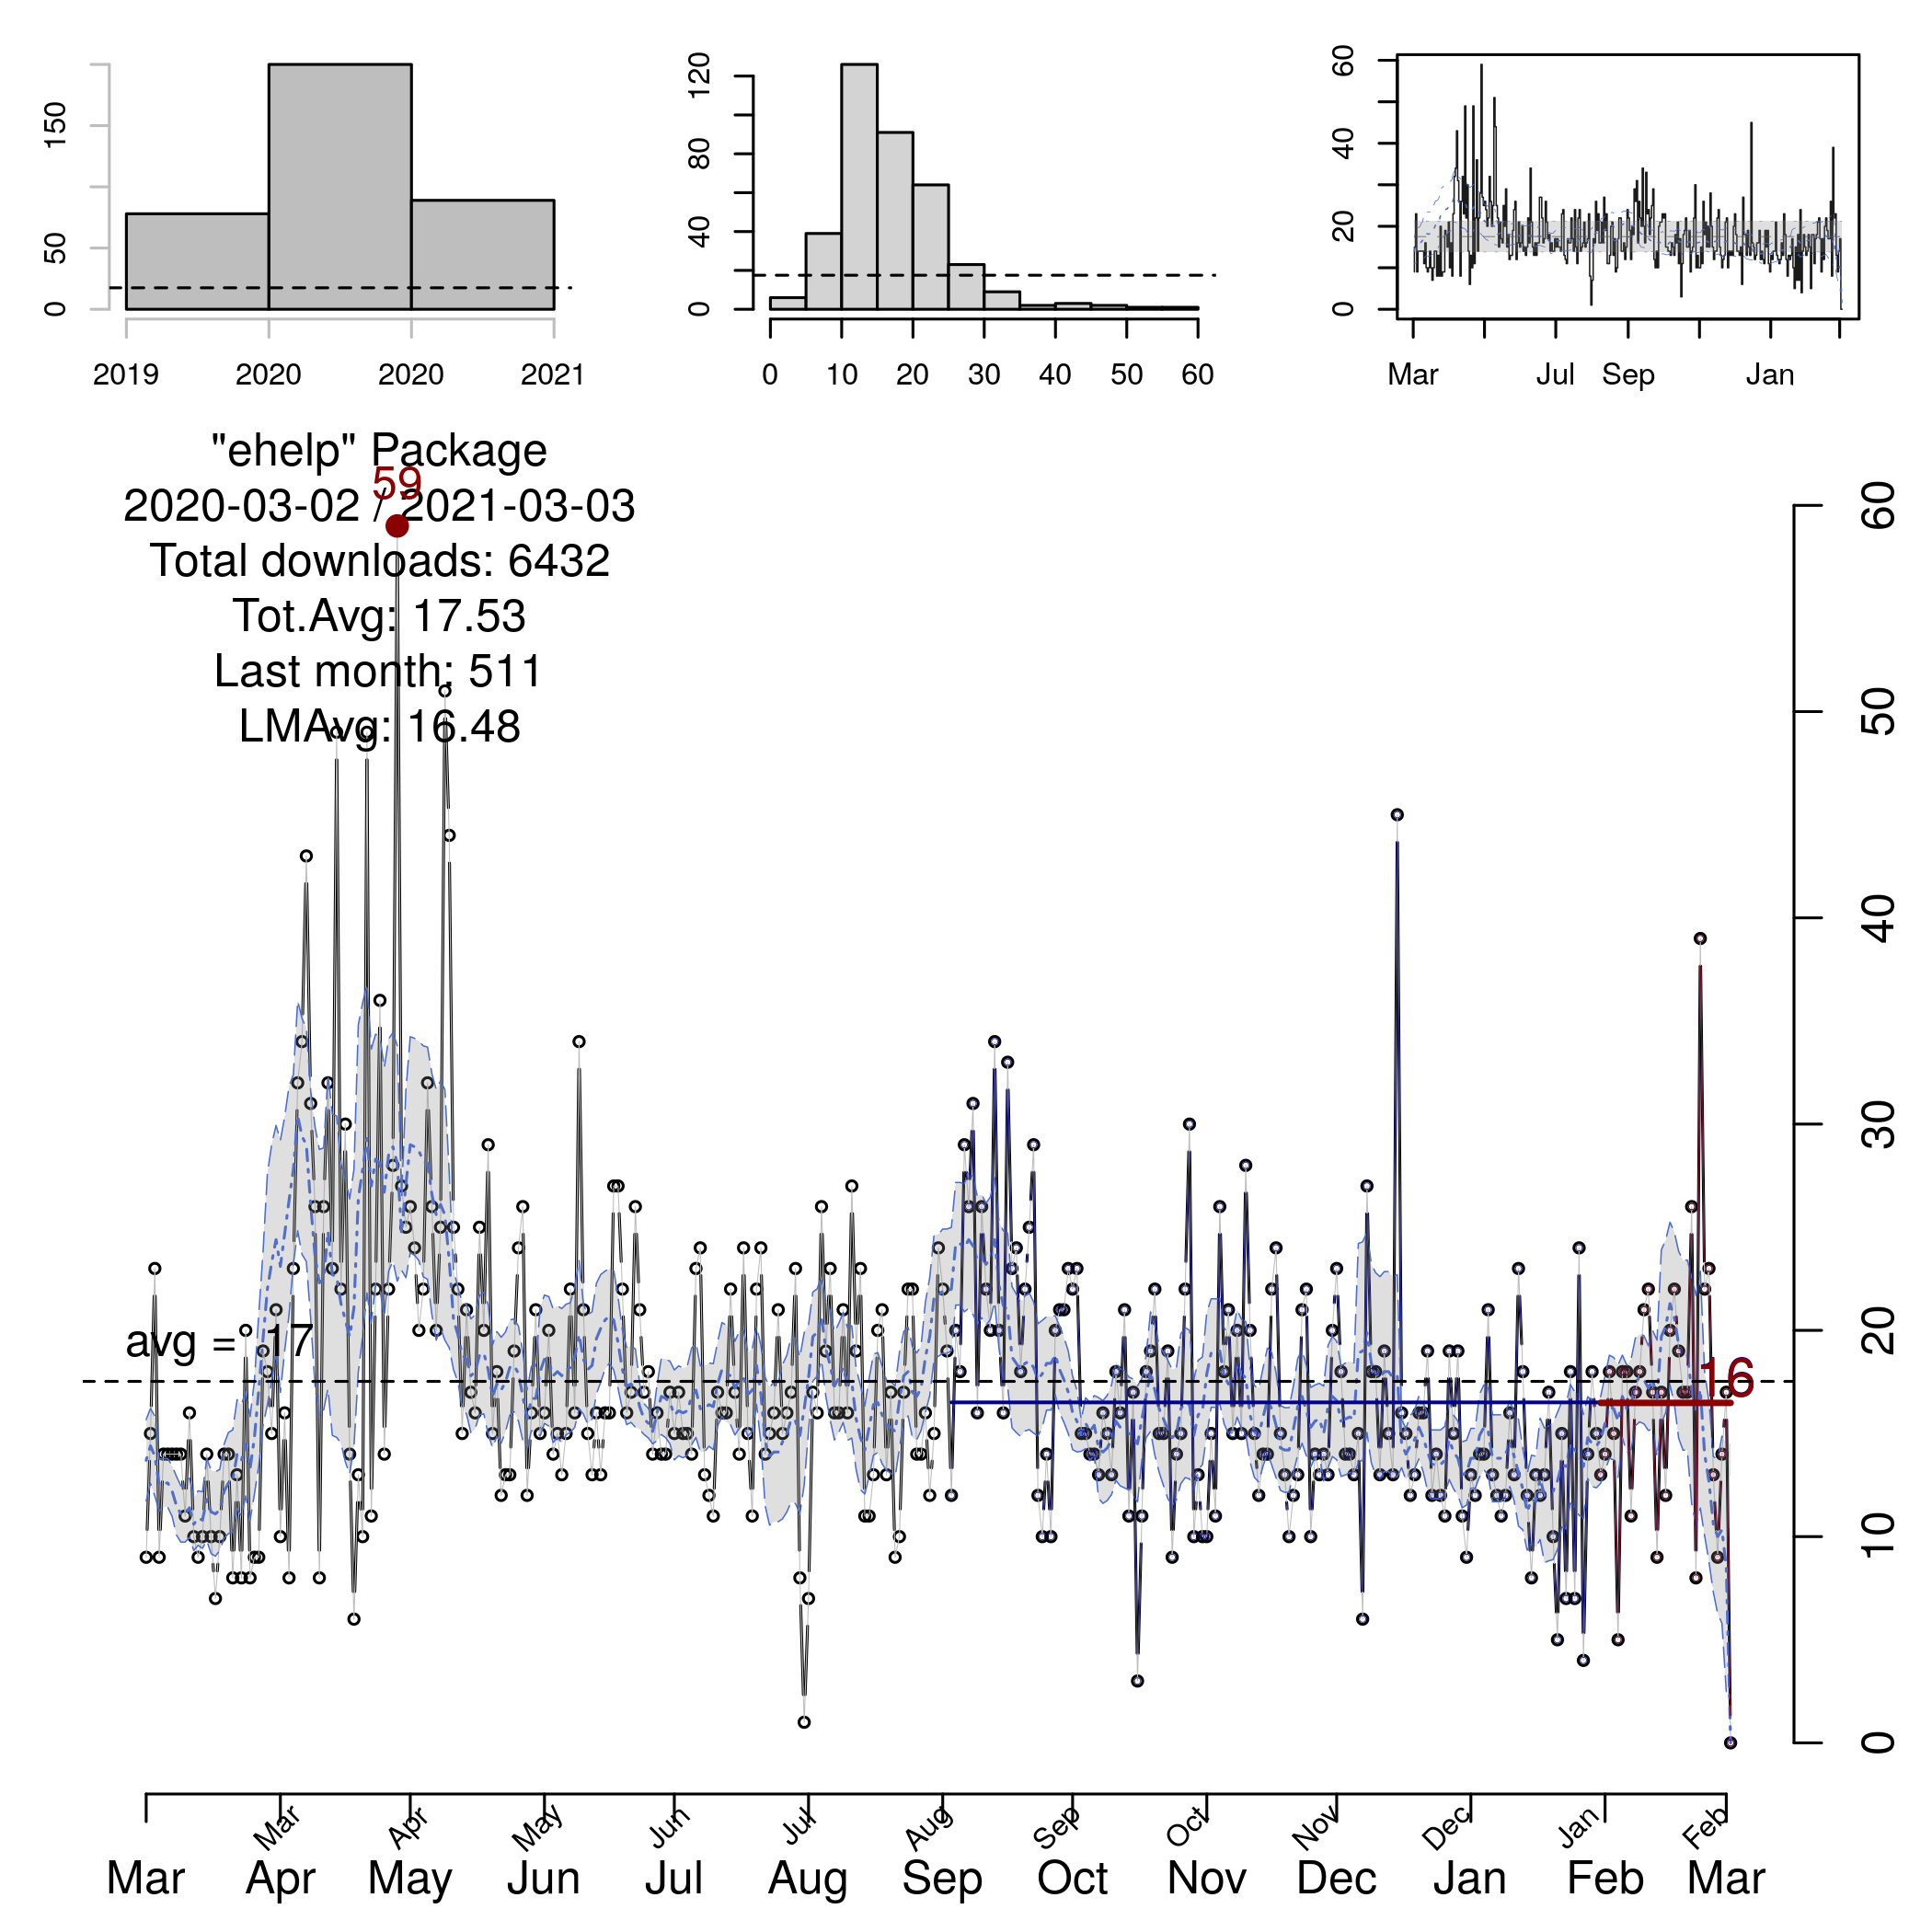 150
50
0
2019 2020 2020 2021
120
80
40
0
0 10 20 30 40 50 60
60
40
20
0
Mar Jul Sep Jan
"ehelp" Package
59
2020-03-02 / 2021-03-03
Total downloads: 6432
Tot.Avg: 17.53
Last month: 511
LMAvg: 16.48
avg = 17
16
60
50
40
30
20
10
0
Mar Apr May Jun Jul Aug Sep Oct Nov Dec Jan Feb
Mar Apr May Jun Jul Aug Sep Oct Nov Dec Jan Feb Mar